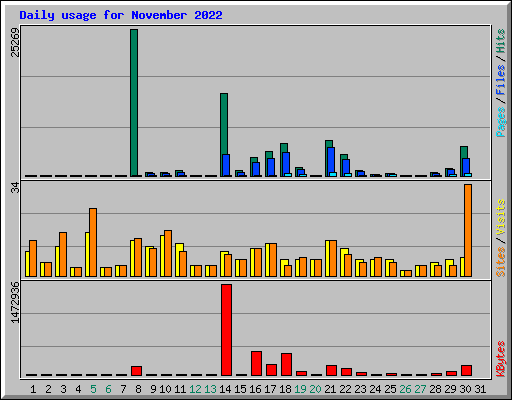 Daily usage for November 2022
25269
Pages / Files / Hits
34
Sites / Visits
1472936
KBytes
1 2 3 4 5 6 7 8 9 10 11 12 13 14 15 16 17 18 19 20 21 22 23 24 25 26 27 28 29 30 31